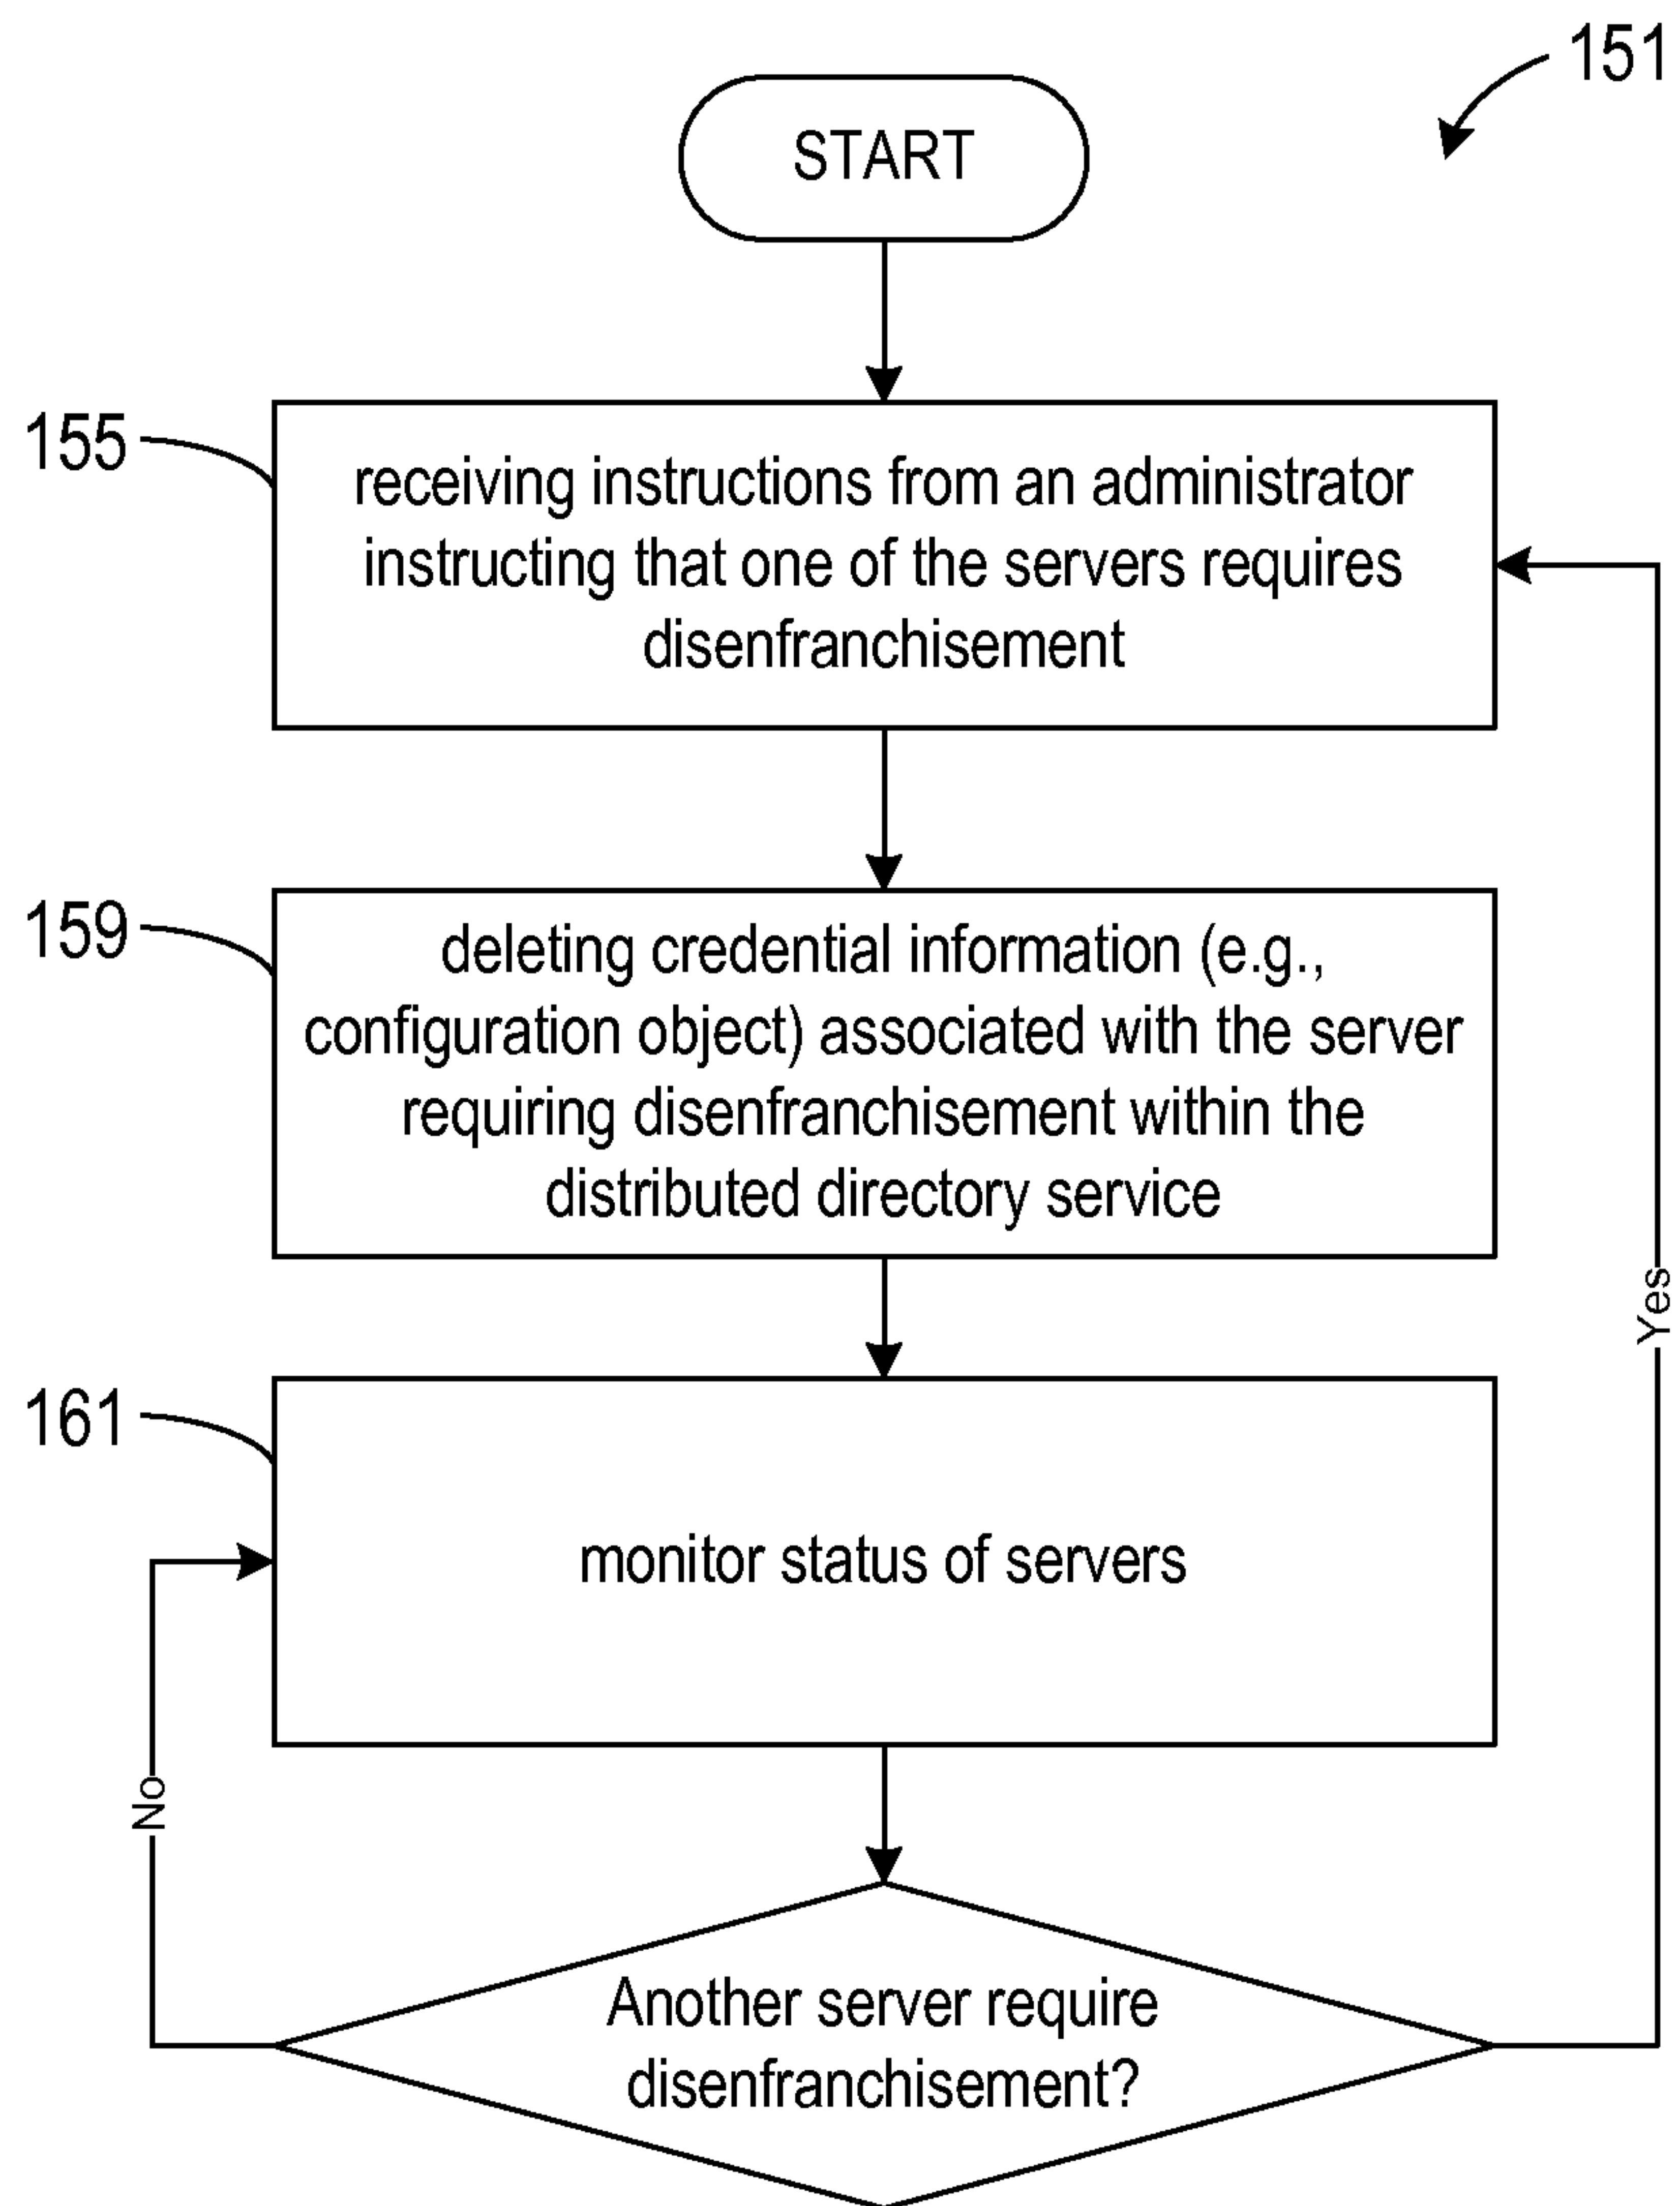 151
START
155
receiving instructions from an administrator
instructing that one of the servers requires
disenfranchisement
159
deleting credential information (e.g.,
configuration object) associated with the server
requiring disenfranchisement within the
distributed directory service
Yes
161
monitor status of servers
No
Another server require
disenfranchisement?